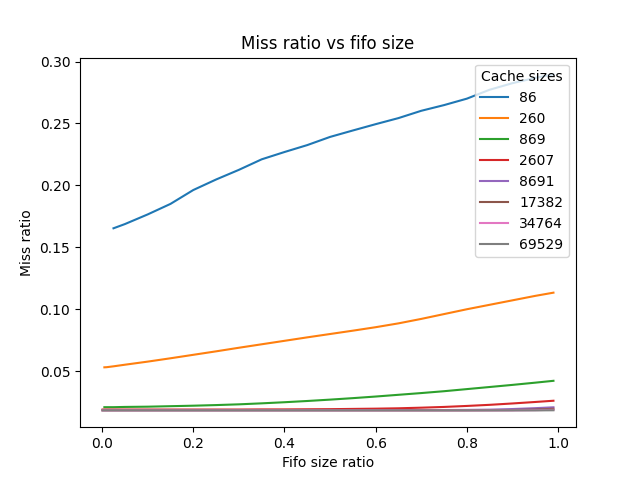 Miss ratio vs fifo size
Cache sizes
86
260
869
2607
8691
17382
34764
69529
0.30
0.25
0.20
0.15
0.10
0.05
Miss ratio
0.0 0.2 0.4 0.6 0.8 1.0
Fifo size ratio